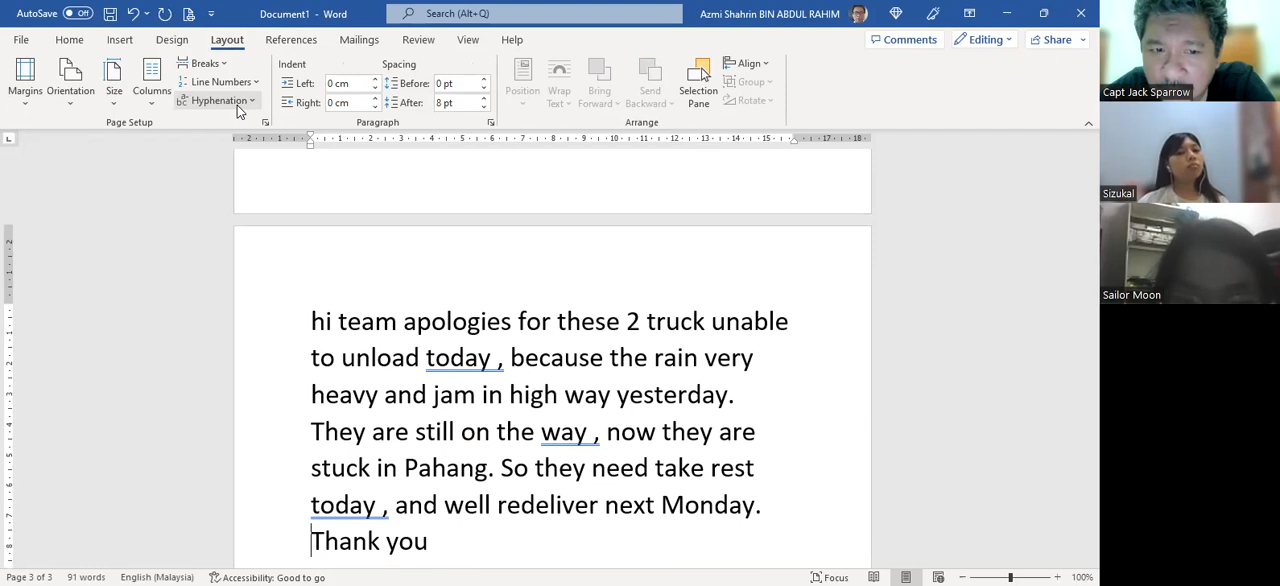 AutoSave Off Document1 - Word Search (Alt+Q) Azmi Shahrin BIN ABDUL RAHIM
File Home Insert Draw Design Layout References Mailings Review View Help Comments Editing Share
Margins Orientation Size Columns Breaks Line Numbers Hyphenation
Page Setup
Indent Spacing
Left: 0 cm Before: 0 pt
Right: 0 cm After: 8 pt
Paragraph
Position Wrap Text Bring Forward Send Backward Selection Pane Align Group Rotate
Arrange
hi team apologies for these 2 truck unable
to unload today , because the rain very
heavy and jam in high way yesterday.
They are still on the way , now they are
stuck in Pahang. So they need take rest
today , and well redeliver next Monday.
Thank you
Page 3 of 3 91 words English (Malaysia) Accessibility: Good to go Focus 100%
Capt Jack Sparrow
Sizukal
Sailor Moon